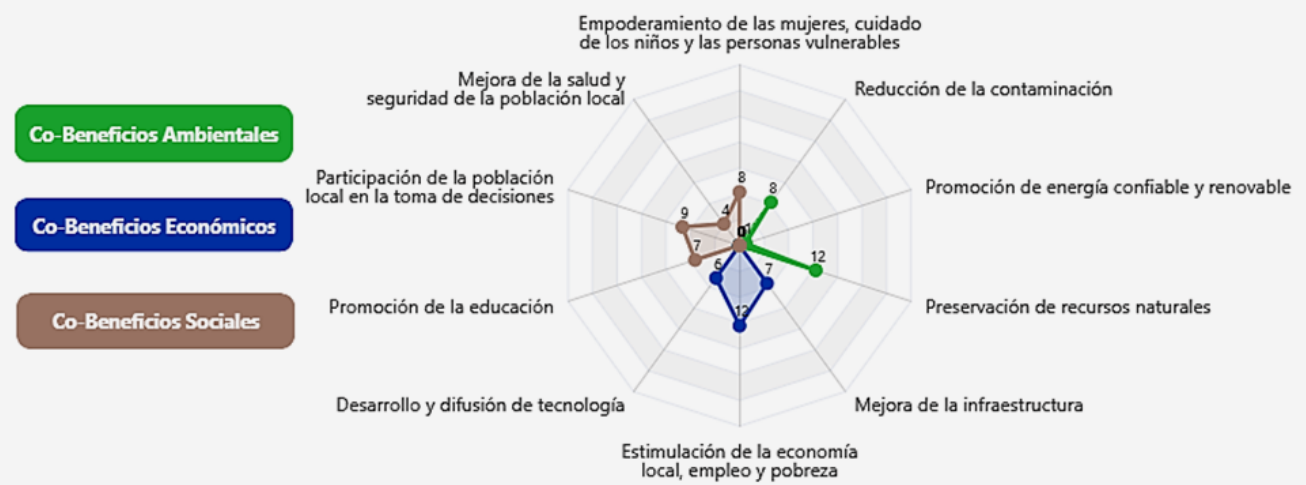 Empoderamiento de las mujeres, cuidado
de los niños y las personas vulnerables
Mejora de la salud y
seguridad de la población local
Reducción de la contaminación
Co-Beneficios Ambientales
Participación de la población
local en la toma de decisiones
Promoción de energía confiable y renovable
Co-Beneficios Económicos
8
8
4
9
0
1
7
12
6
7
12
Co-Beneficios Sociales
Promoción de la educación
Preservación de recursos naturales
Desarrollo y difusión de tecnología
Mejora de la infraestructura
Estimulación de la economía
local, empleo y pobreza